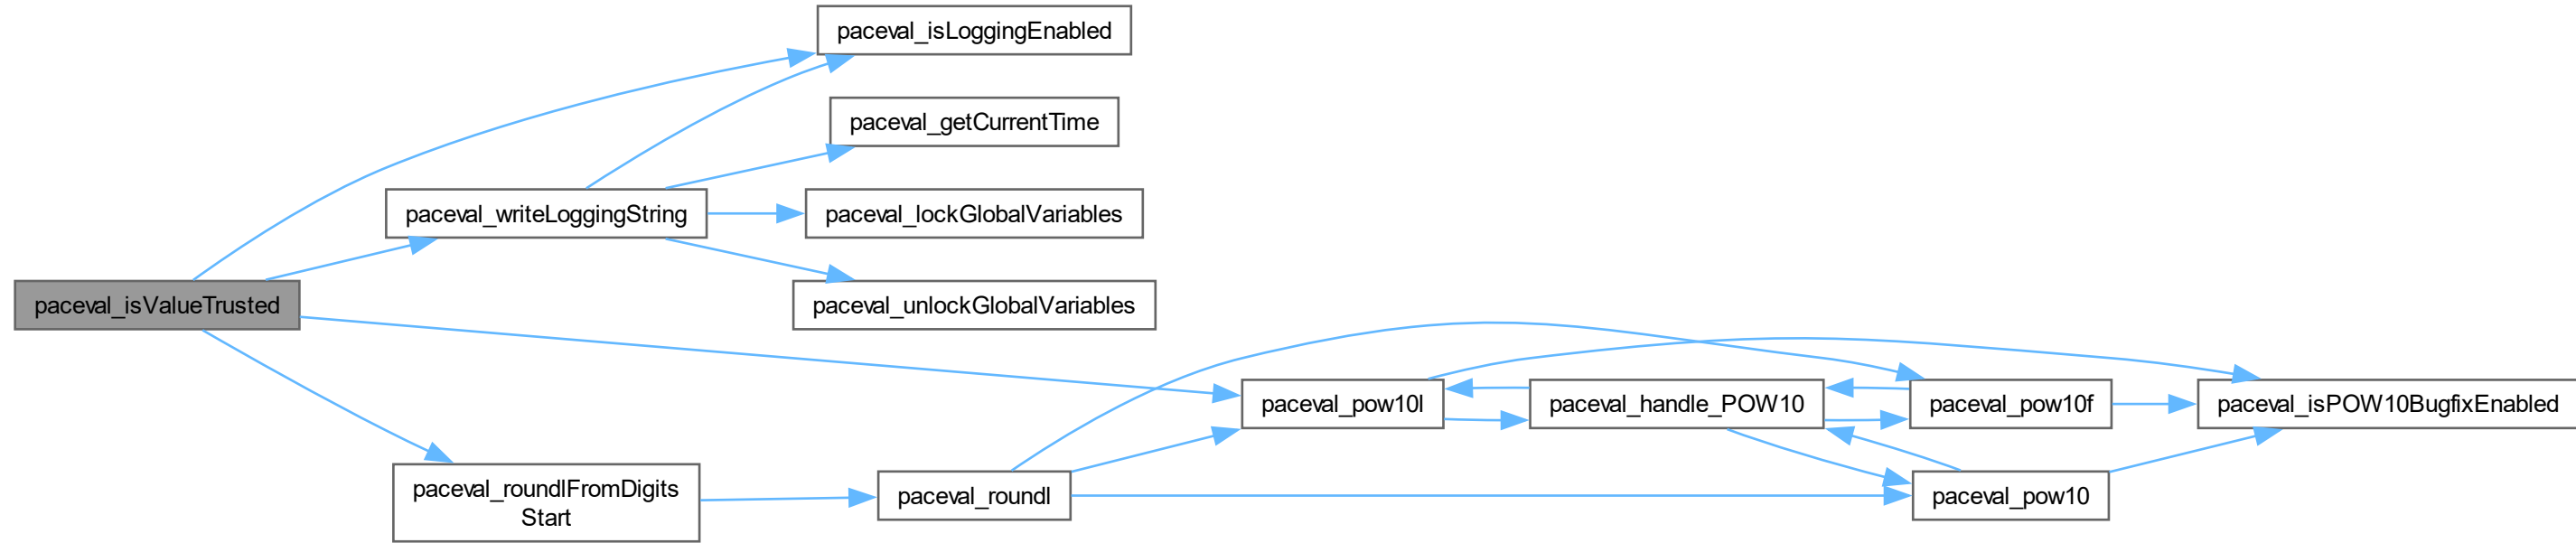 paceval_isLoggingEnabled
paceval_getCurrentTime
paceval_writeLoggingString
paceval_lockGlobalVariables
paceval_isValueTrusted
paceval_unlockGlobalVariables
paceval_pow10l
paceval_handle_POW10
paceval_pow10f
paceval_isPOW10BugfixEnabled
paceval_roundlFromDigits
Start
paceval_roundl
paceval_pow10